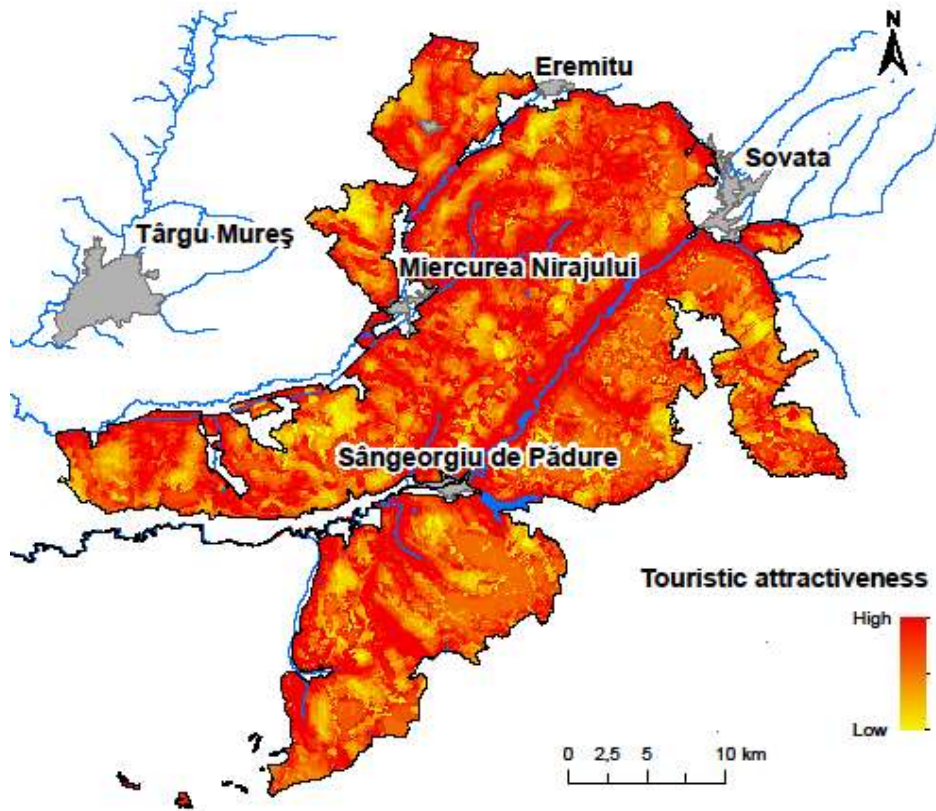 N
Eremitu
Sovata
Târgu Mureş
Miercurea Nirajului
Sângeorgiu de Pădure
Touristic attractiveness
High
Low
0 2,5 5 10 km